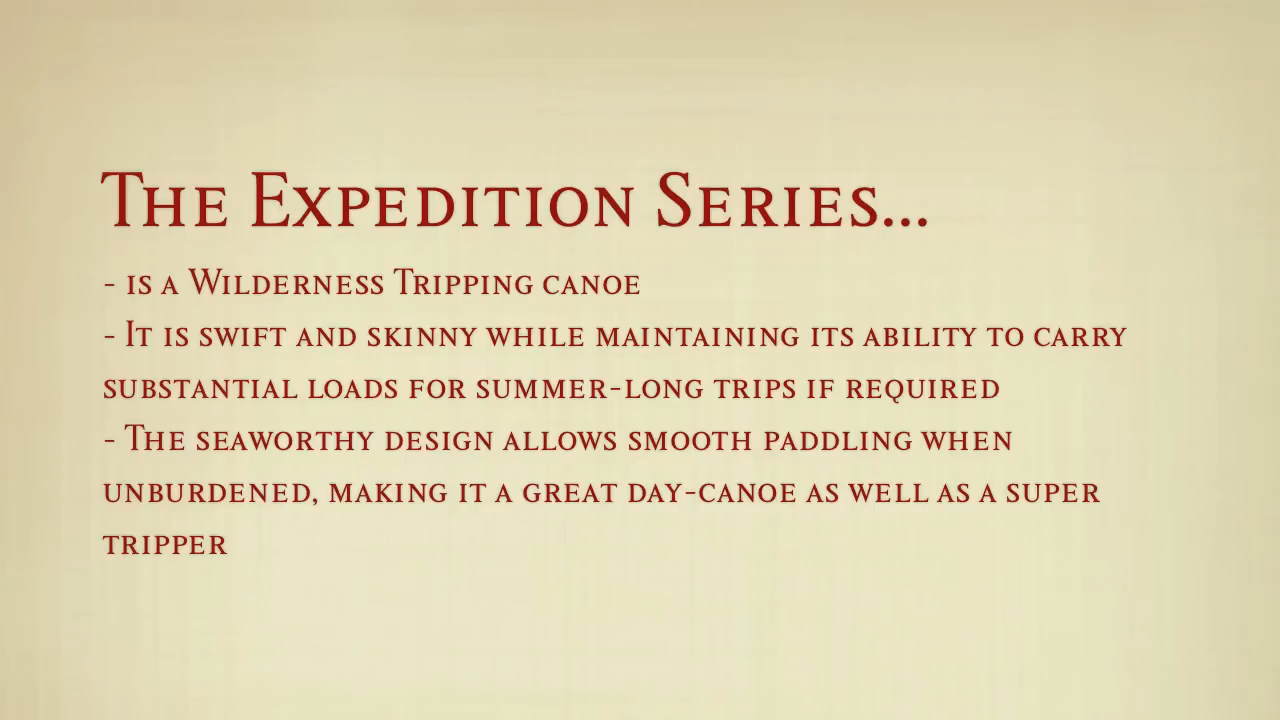 The Expedition Series...
- is a Wilderness Tripping canoe
- It is swift and skinny while maintaining its ability to carry
substantial loads for summer-long trips if required
- The seaworthy design allows smooth paddling when
unburdened, making it a great day-canoe as well as a super
tripper